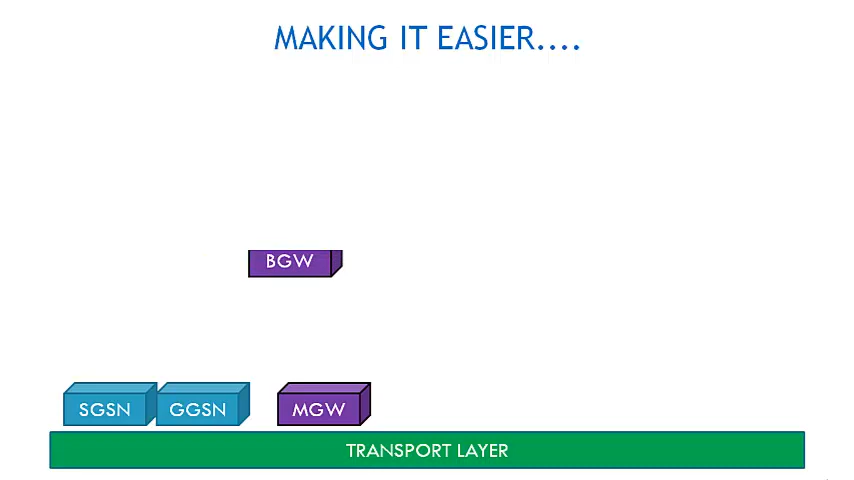 MAKING IT EASIER....
BGW
SGSN GGSN MGW
TRANSPORT LAYER